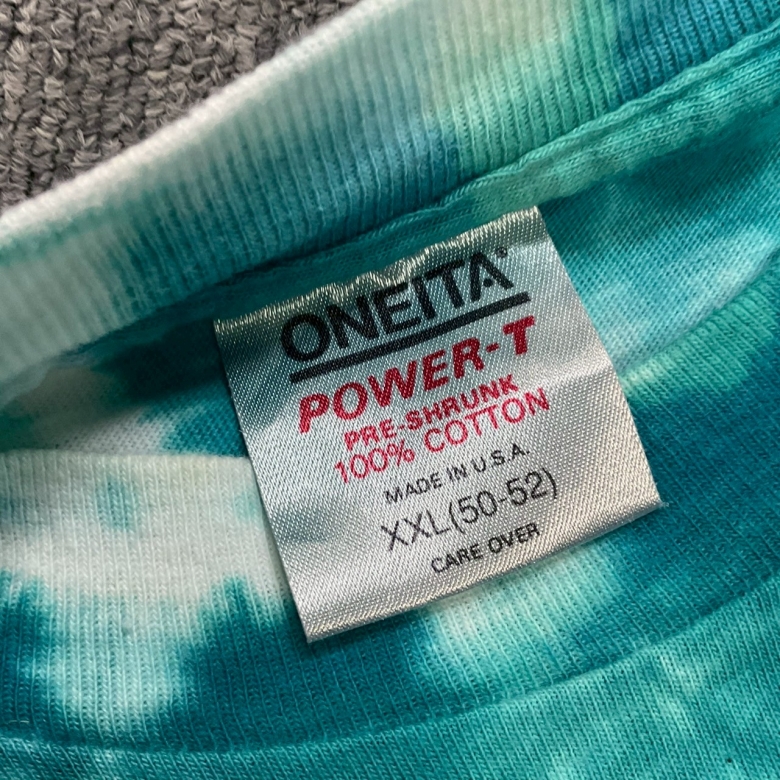 ONEITA®
POWER-T
PRE-SHRUNK
100% COTTON
MADE IN U.S.A.
XXL(50-52)
CARE OVER